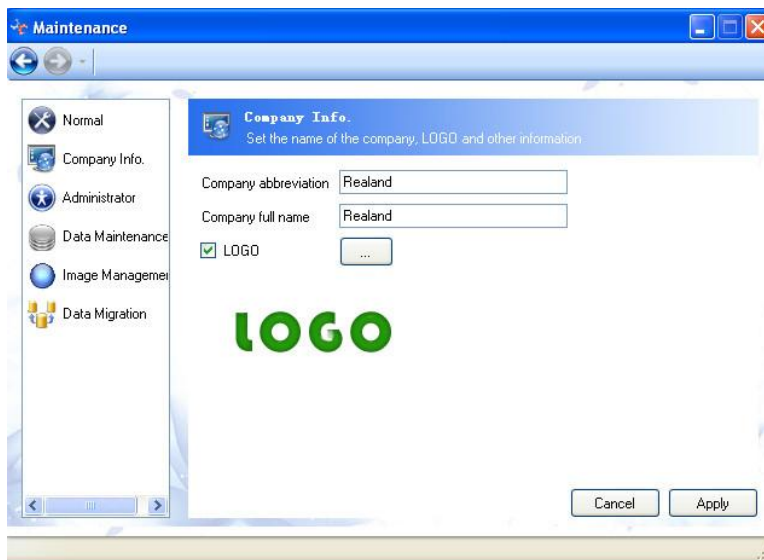 Maintenance
Normal
Company Info.
Administrator
Data Maintenance
Image Managemer
Data Migration
Company Info.
Set the name of the company, LOGO and other information
Company abbreviation Realand
Company full name Realand
LOGO ...
LOGO
Cancel Apply